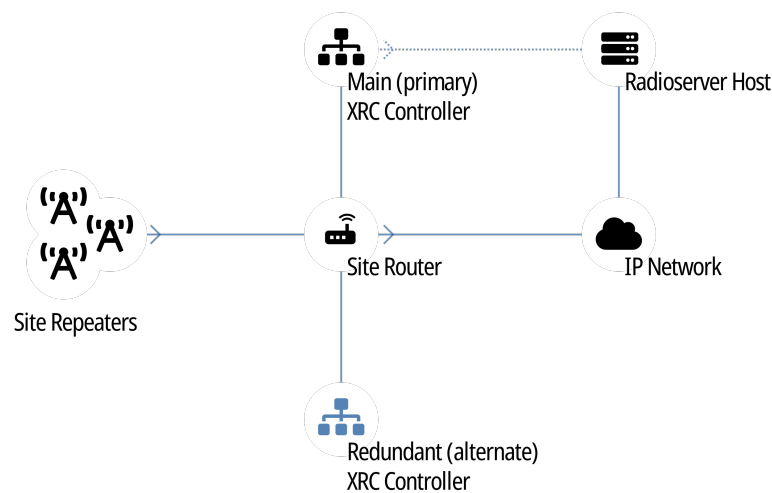 Main (primary)
XRC Controller
Radioserver Host
Site Router
IP Network
Site Repeaters
Redundant (alternate)
XRC Controller